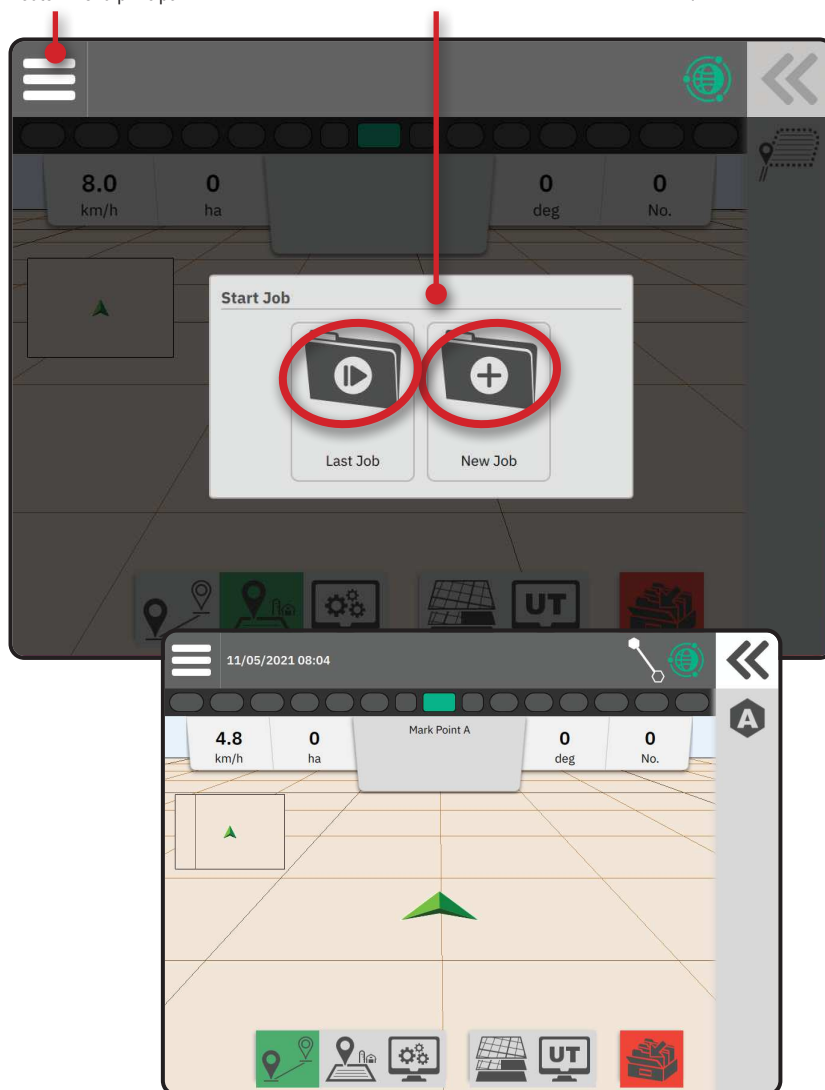 8.0
0
0
0
km/h
ha
deg
No.
Start Job
Last Job
New Job
UT
11/05/2021 08:04
Mark Point A
A
4.8
0
0
0
km/h
ha
deg
No.
UT